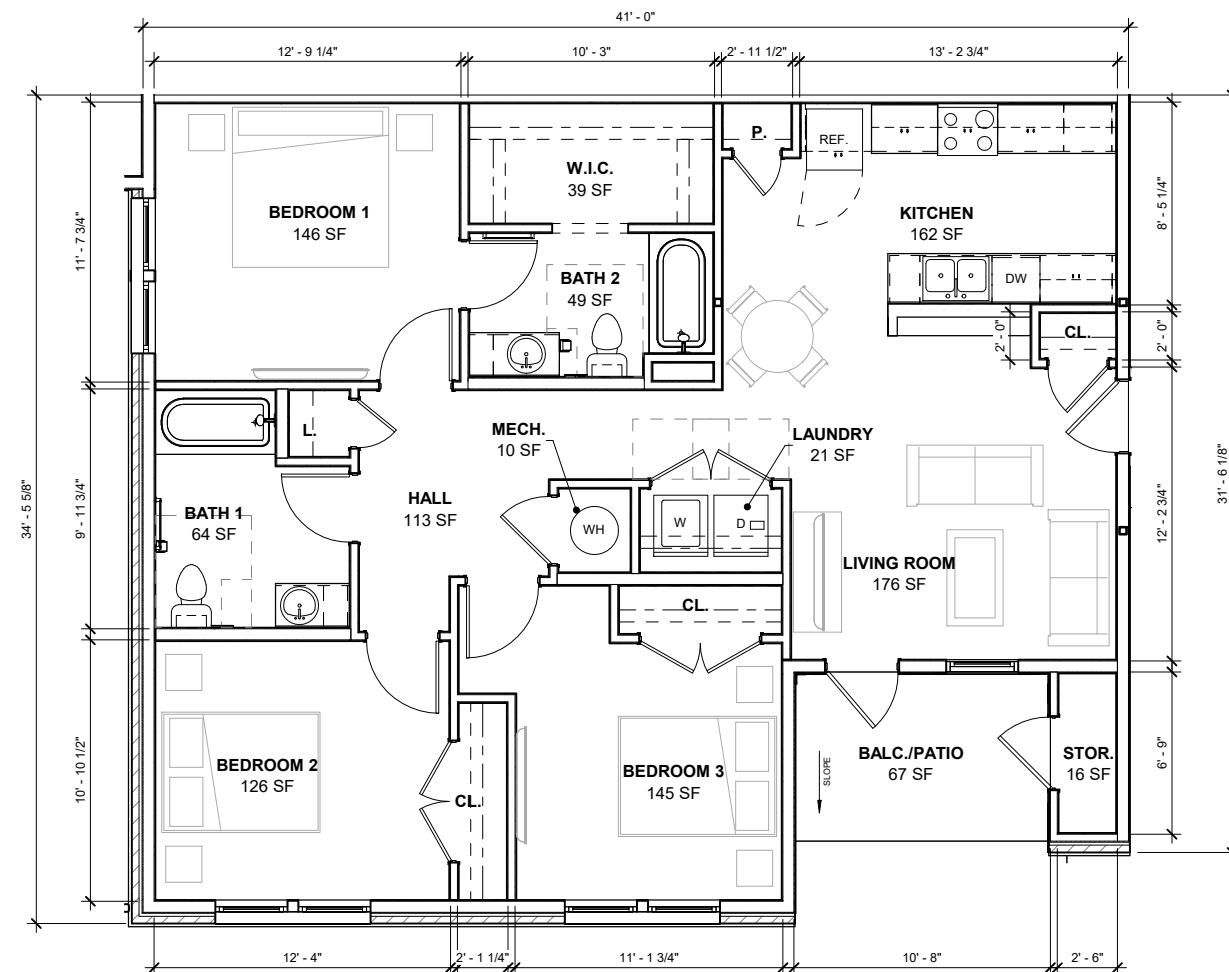 41' - 0"
12' - 9 1/4"
10' - 3"
2' - 11 1/2"
13' - 2 3/4"
P.
REF.
W.I.C.
39 SF
BEDROOM 1
146 SF
KITCHEN
162 SF
11' - 7 3/4"
8' - 5 1/4"
BATH 2
49 SF
DW
2' - 0"
CL.
2' - 0"
L.
MECH.
10 SF
LAUNDRY
21 SF
34' - 5 5/8"
9' - 11 3/4"
31' - 6 1/8"
12' - 2 3/4"
HALL
113 SF
BATH 1
64 SF
WH
W
D
LIVING ROOM
176 SF
CL.
BEDROOM 2
126 SF
CL.
BEDROOM 3
145 SF
BALC./PATIO
67 SF
SLOPE
STOR.
16 SF
10' - 10 1/2"
6' - 9"
12' - 4"
2' - 1 1/4"
11' - 1 3/4"
10' - 8"
2' - 6"